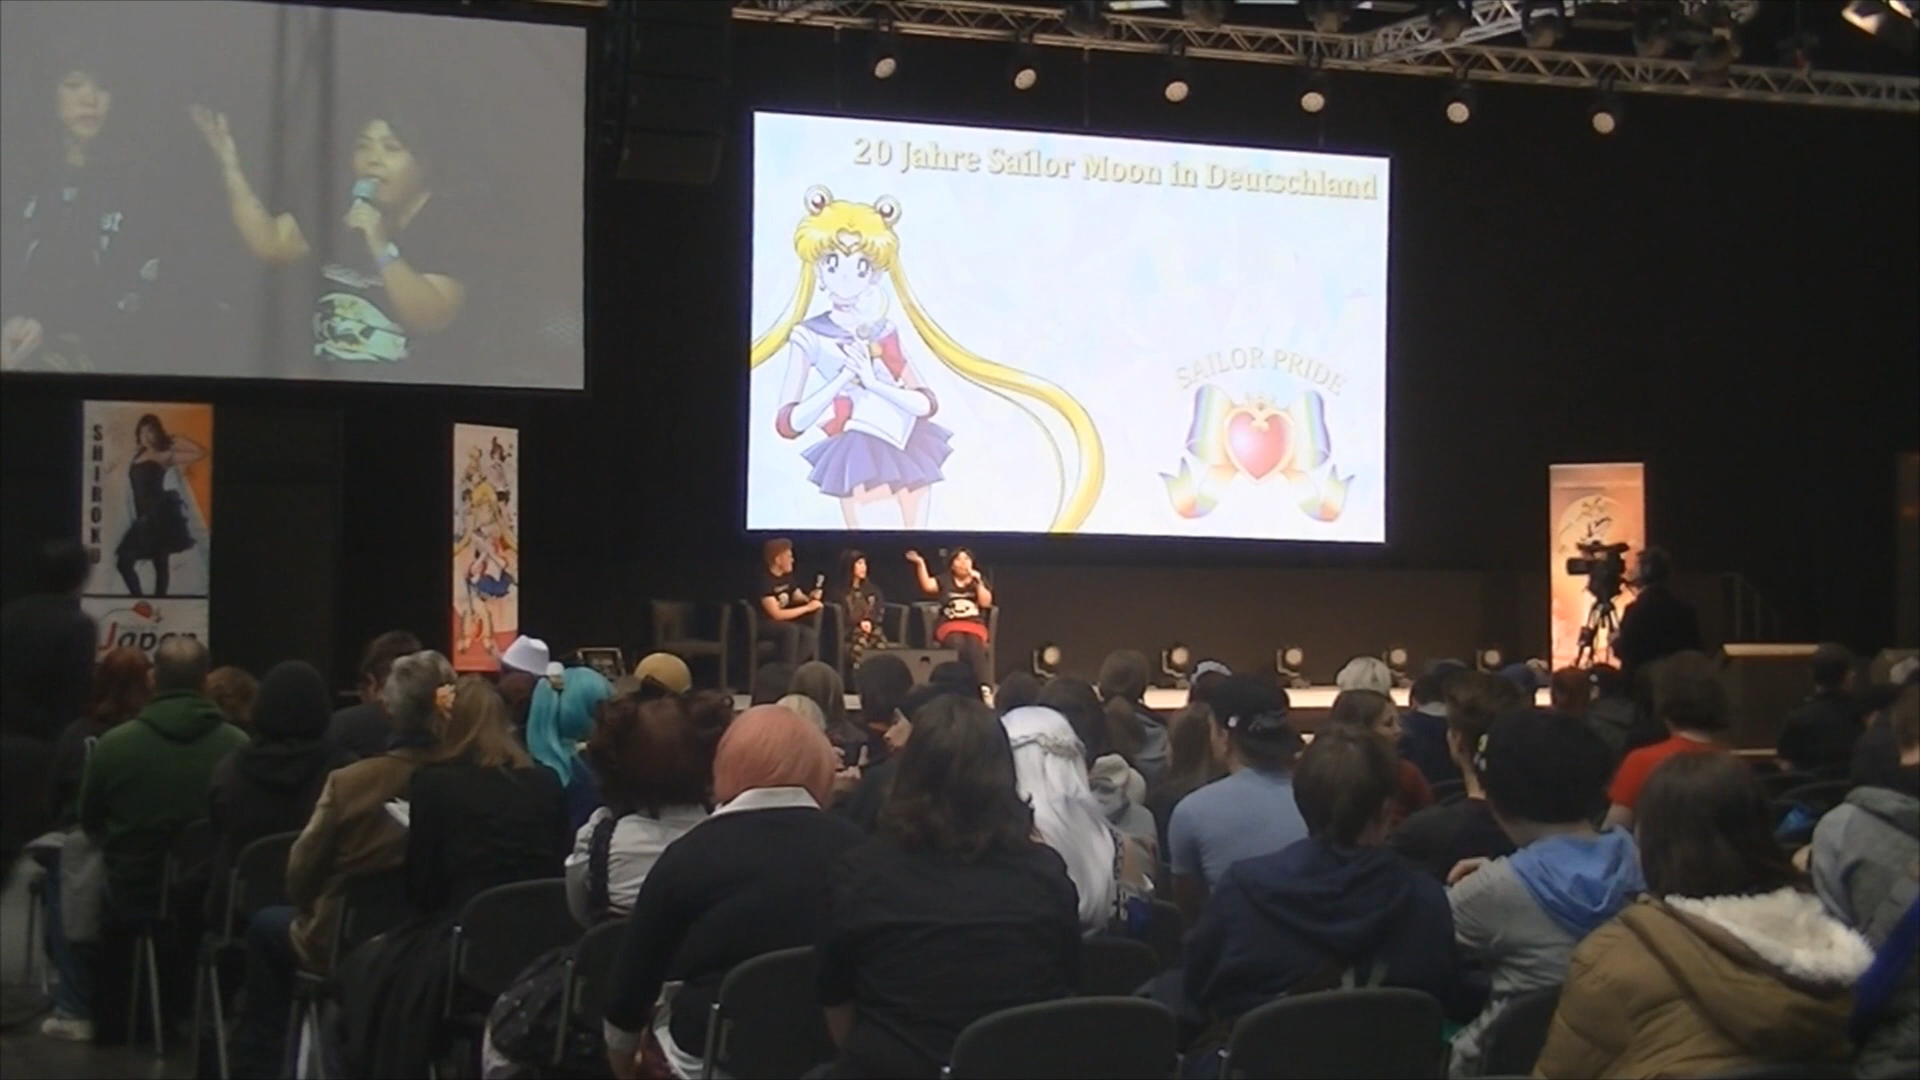 20 Jahre Sailor Moon in Deutschland
SAILOR PRIDE
SHIROKU
Japan